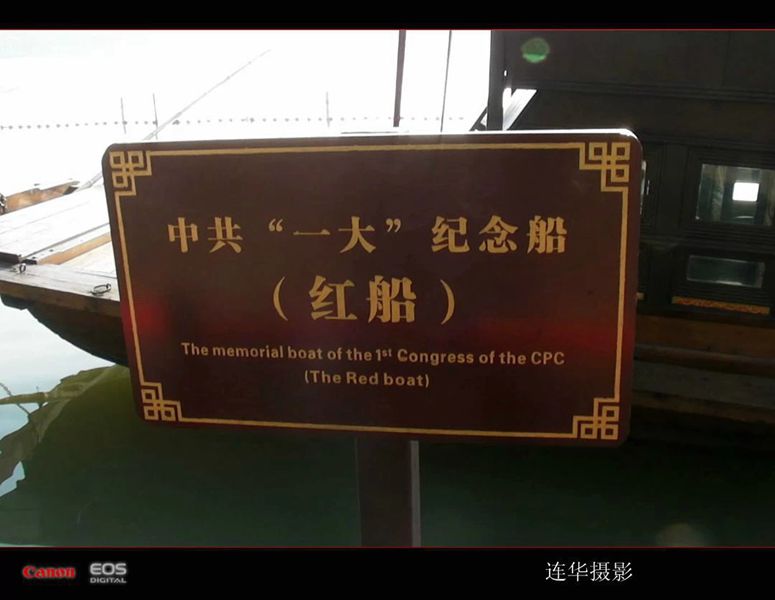 中共“一大”纪念船
（红船）
The memorial boat of the 1st Congress of the CPC
(The Red boat)
Canon EOS DIGITAL 连华摄影